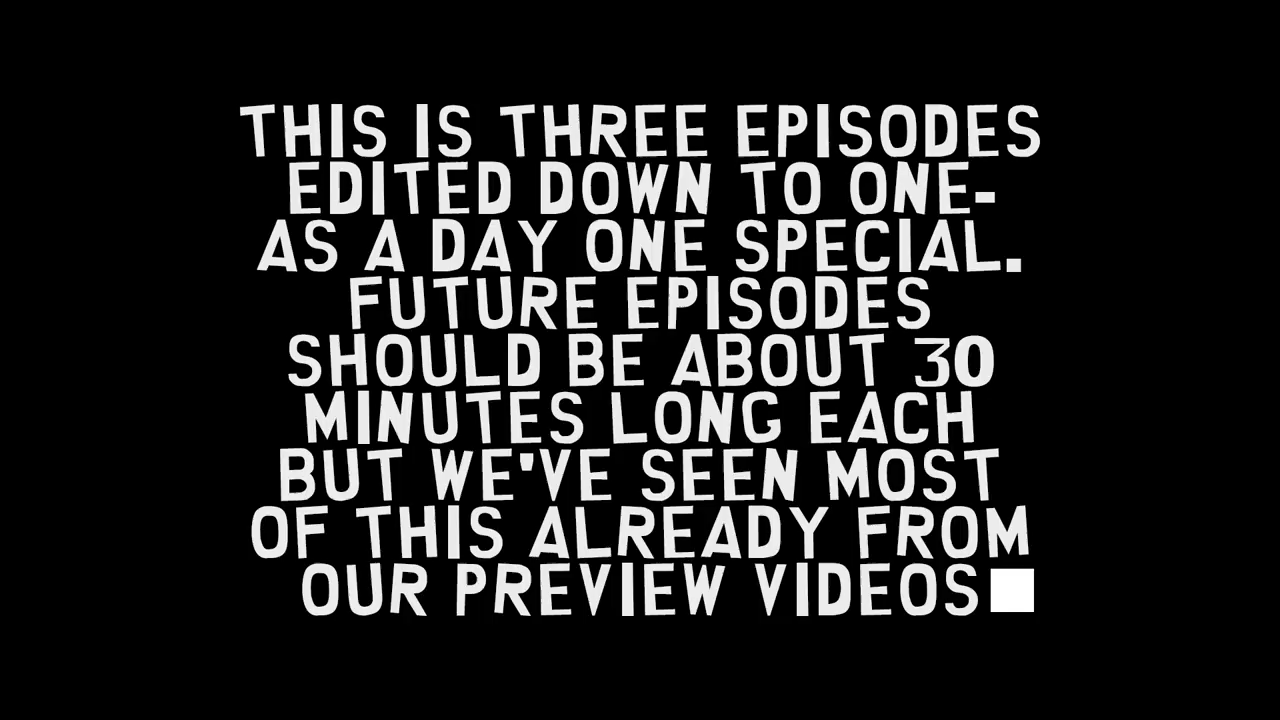 THIS IS THREE EPISODES
EDITED DOWN TO ONE-
AS A DAY ONE SPECIAL.
FUTURE EPISODES
SHOULD BE ABOUT 30
MINUTES LONG EACH
BUT WE'VE SEEN MOST
OF THIS ALREADY FROM
OUR PREVIEW VIDEOS